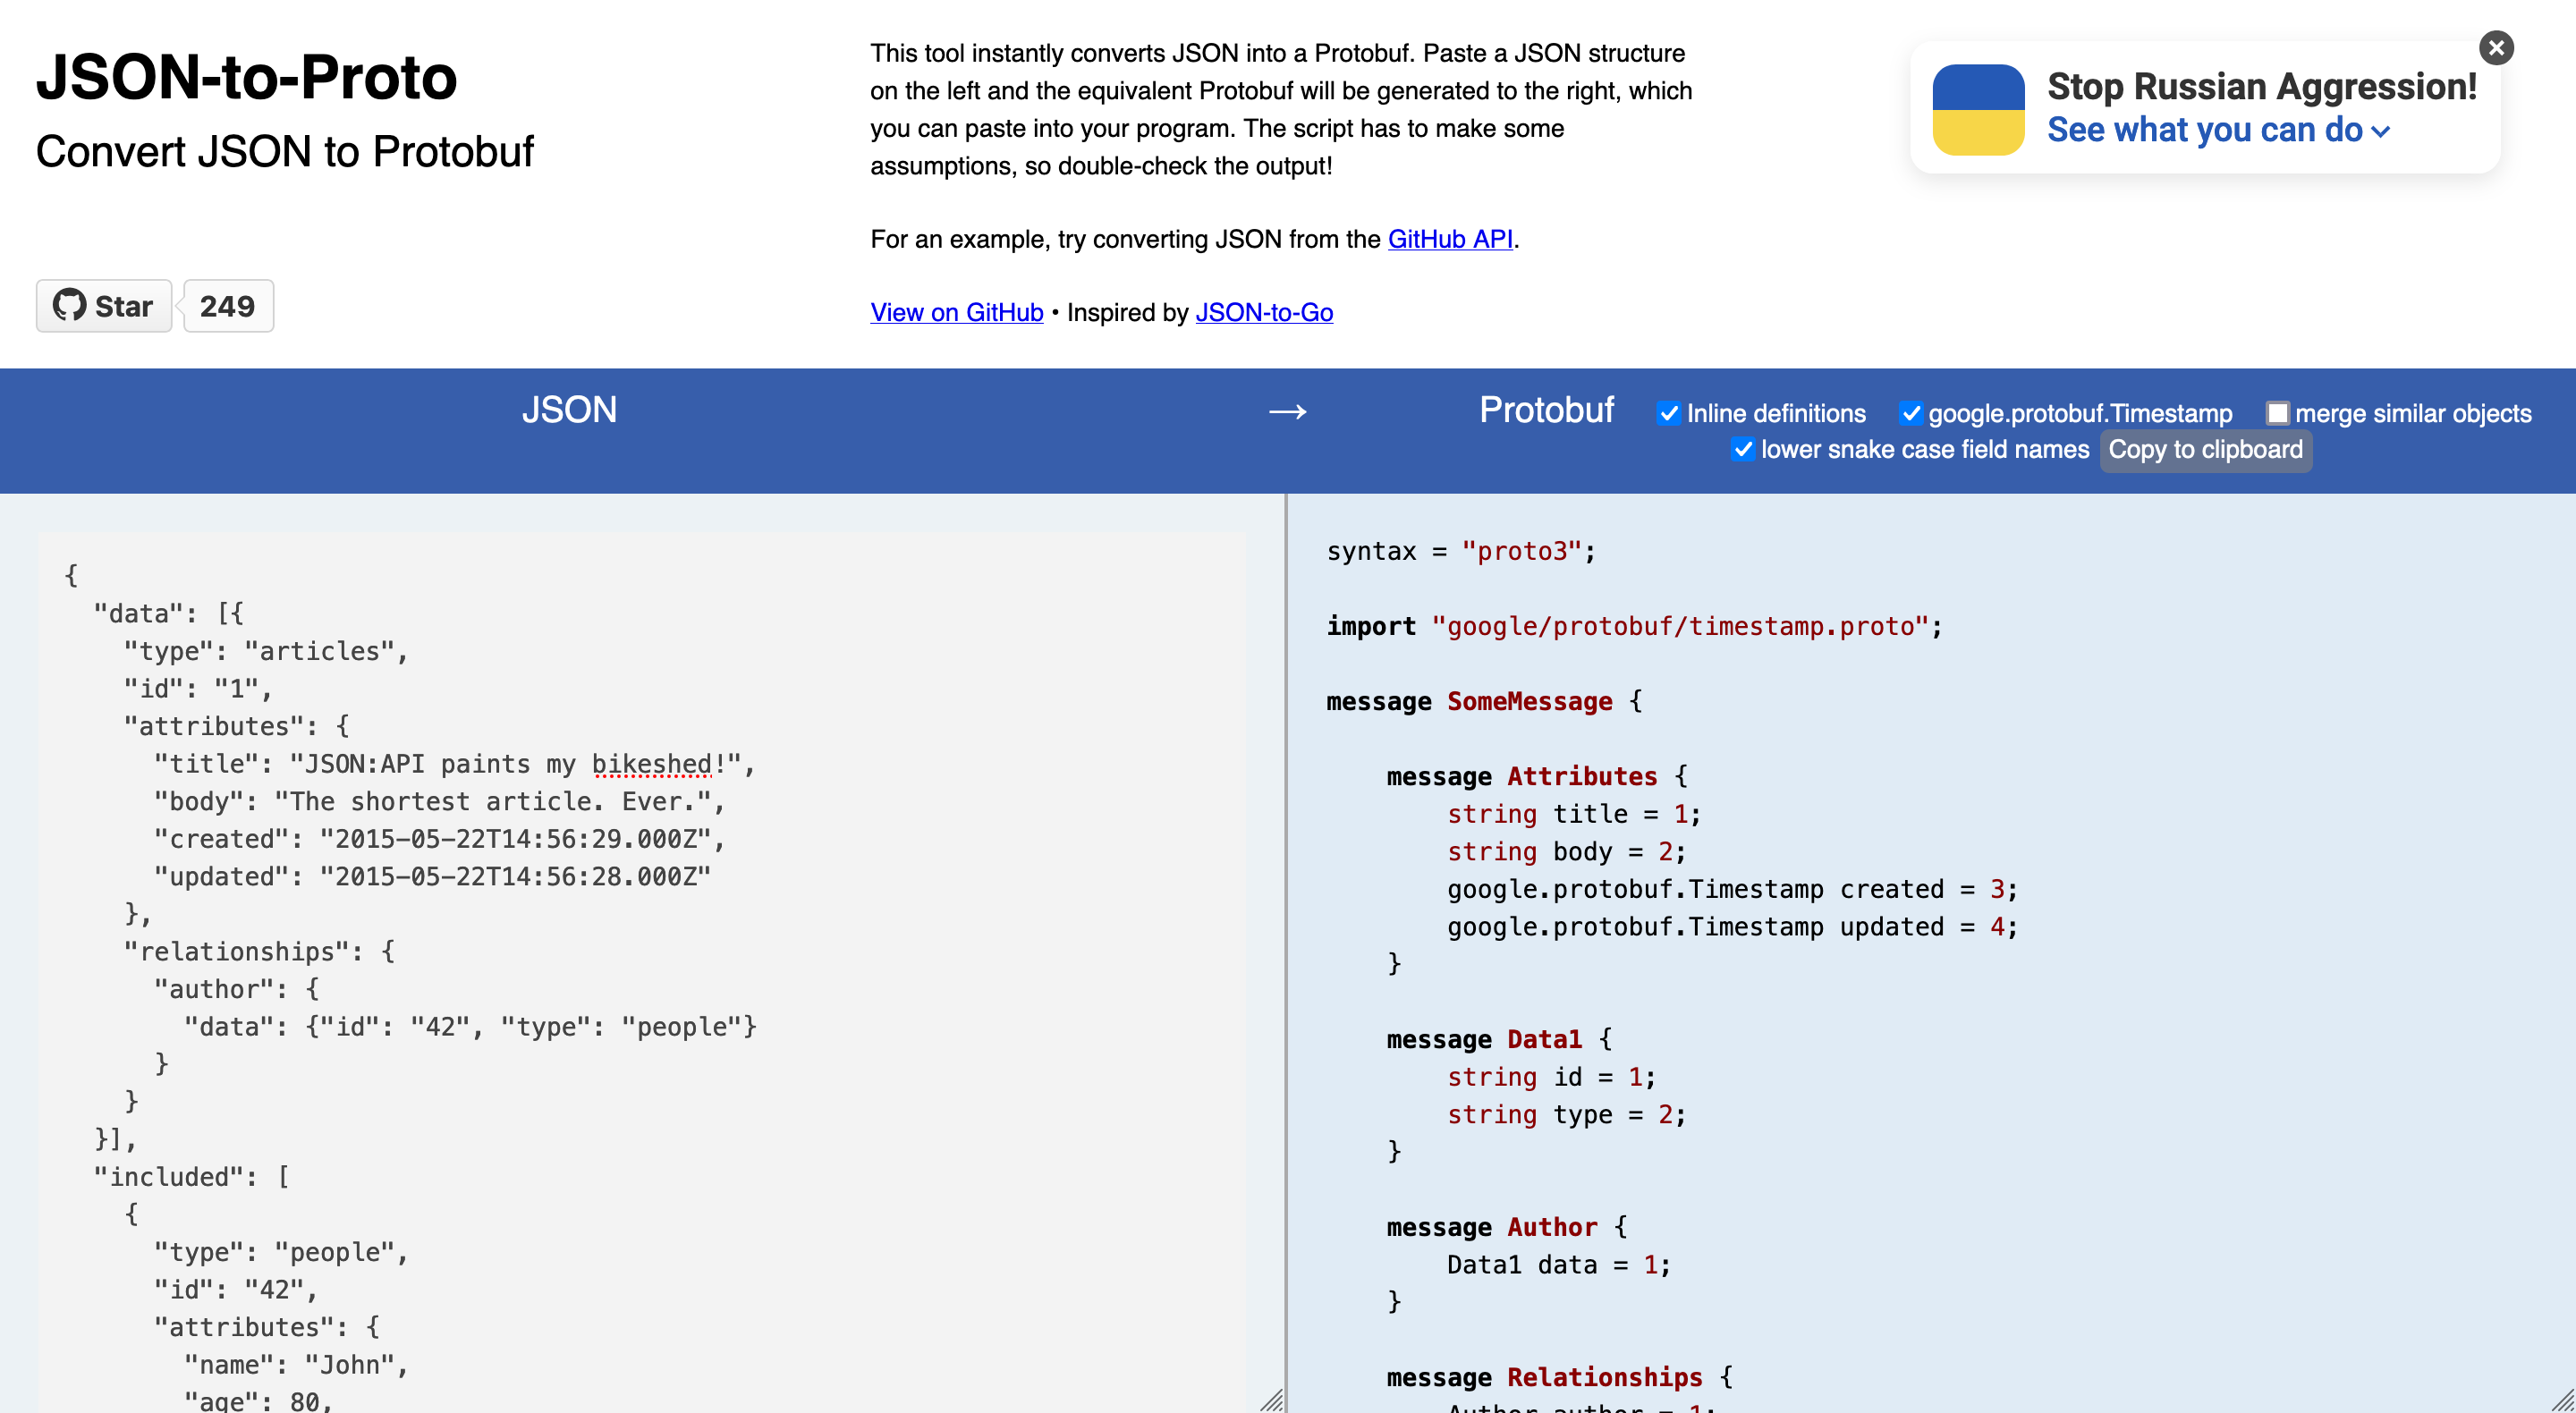 JSON-to-Proto
Convert JSON to Protobuf
Star 249
This tool instantly converts JSON into a Protobuf. Paste a JSON structure
on the left and the equivalent Protobuf will be generated to the right, which
you can paste into your program. The script has to make some
assumptions, so double-check the output!
For an example, try converting JSON from the GitHub API.
View on GitHub • Inspired by JSON-to-Go
Stop Russian Aggression!
See what you can do
JSON → Protobuf
Inline definitions google.protobuf.Timestamp merge similar objects
lower snake case field names Copy to clipboard
{
"data": [{
"type": "articles",
"id": "1",
"attributes": {
"title": "JSON:API paints my bikeshed!",
"body": "The shortest article. Ever.",
"created": "2015-05-22T14:56:29.000Z",
"updated": "2015-05-22T14:56:28.000Z"
},
"relationships": {
"author": {
"data": {"id": "42", "type": "people"}
}
}
}],
"included": [
{
"type": "people",
"id": "42",
"attributes": {
"name": "John",
"age": 80,
syntax = "proto3";
import "google/protobuf/timestamp.proto";
message SomeMessage {
message Attributes {
string title = 1;
string body = 2;
google.protobuf.Timestamp created = 3;
google.protobuf.Timestamp updated = 4;
}
message Data1 {
string id = 1;
string type = 2;
}
message Author {
Data1 data = 1;
}
message Relationships {
Author author = 1;